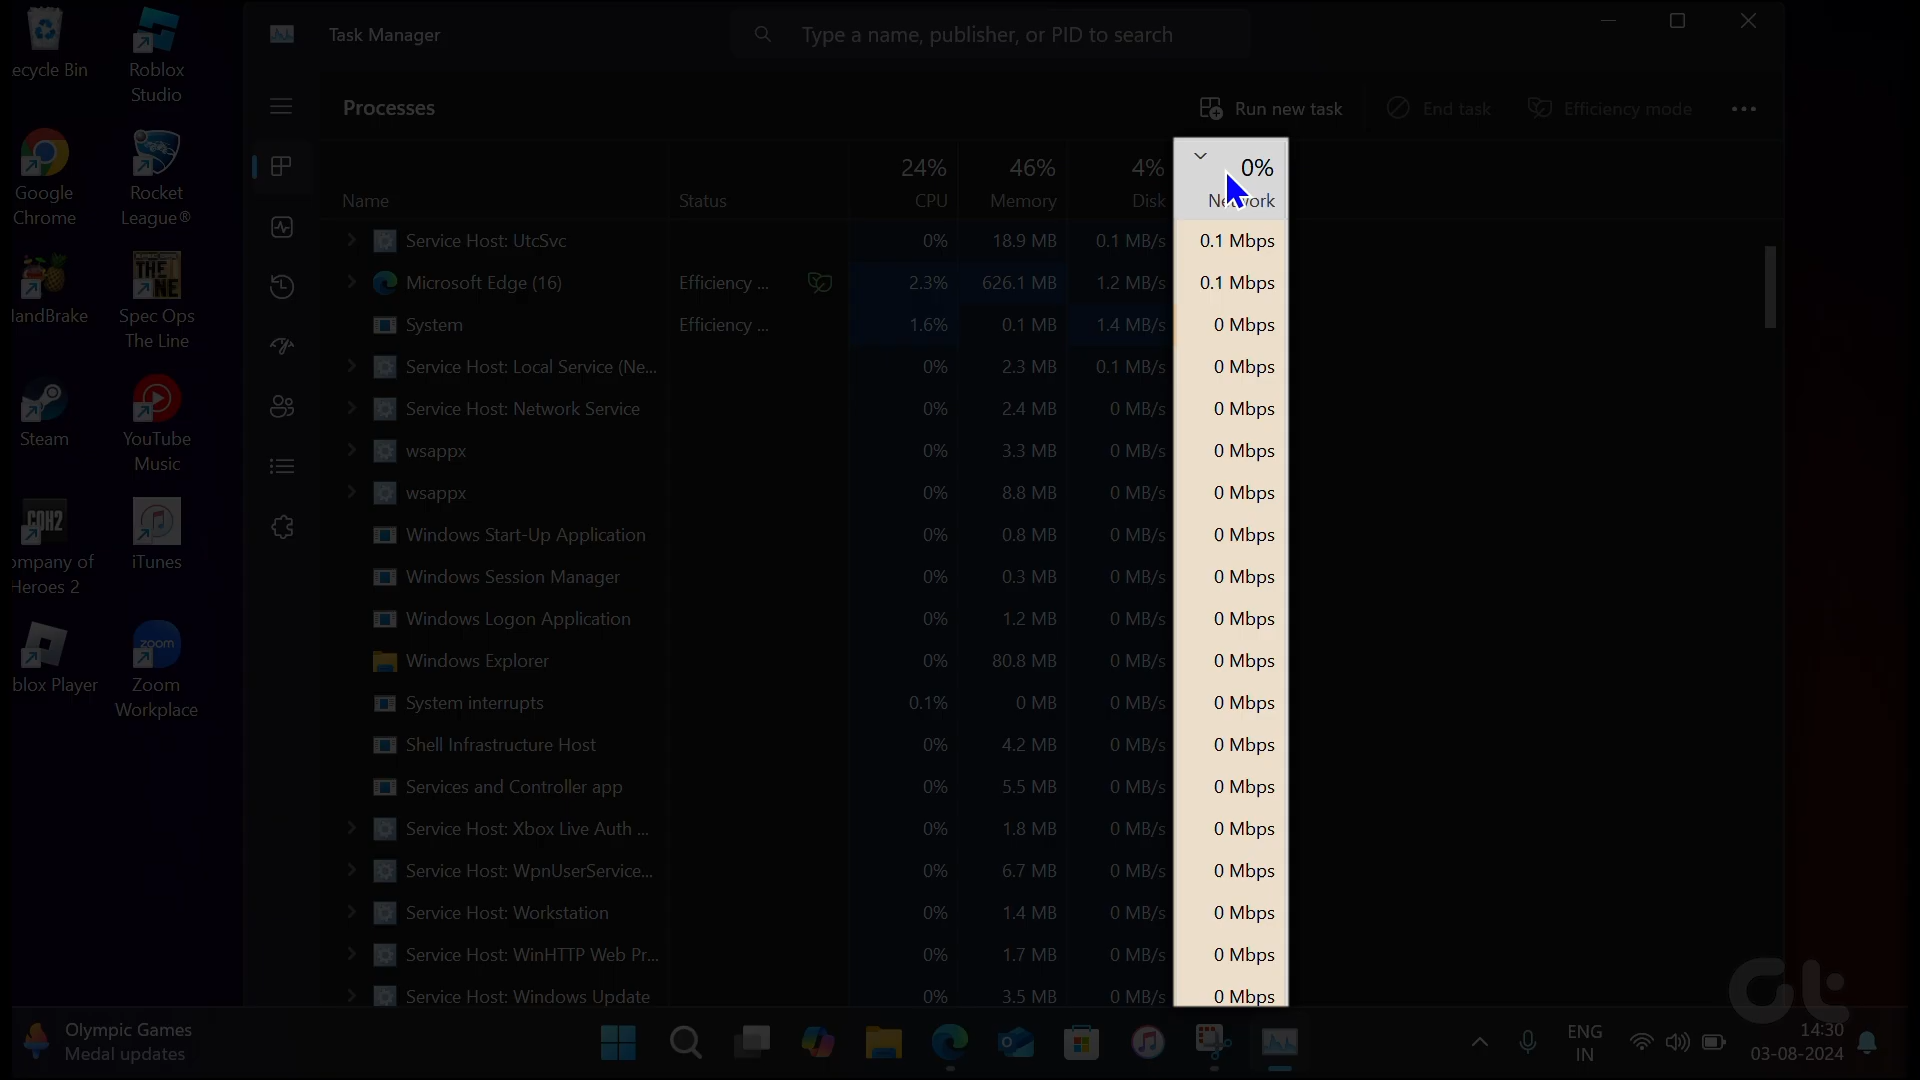 ecycle Bin
Roblox
Studio
Google
Chrome
Rocket
League®
landBrake
Spec Ops
The Line
THE
LINE
Steam
YouTube
Music
COH2
ompany of
Heroes 2
iTunes
blox Player
zoom
Zoom
Workplace
Task Manager
Type a name, publisher, or PID to search
Processes
Run new task
End task
Efficiency mode
24% 46% 4% 0%
Name Status CPU Memory Disk Network
Service Host: UtcSvc 0% 18.9 MB 0.1 MB/s 0.1 Mbps
Microsoft Edge (16) Efficiency ... 2.3% 626.1 MB 1.2 MB/s 0.1 Mbps
System Efficiency ... 1.6% 0.1 MB 1.4 MB/s 0 Mbps
Service Host: Local Service (Ne... 0% 2.3 MB 0.1 MB/s 0 Mbps
Service Host: Network Service 0% 2.4 MB 0 MB/s 0 Mbps
wsappx 0% 3.3 MB 0 MB/s 0 Mbps
wsappx 0% 8.8 MB 0 MB/s 0 Mbps
Windows Start-Up Application 0% 0.8 MB 0 MB/s 0 Mbps
Windows Session Manager 0% 0.3 MB 0 MB/s 0 Mbps
Windows Logon Application 0% 1.2 MB 0 MB/s 0 Mbps
Windows Explorer 0% 80.8 MB 0 MB/s 0 Mbps
System interrupts 0.1% 0 MB 0 MB/s 0 Mbps
Shell Infrastructure Host 0% 4.2 MB 0 MB/s 0 Mbps
Services and Controller app 0% 5.5 MB 0 MB/s 0 Mbps
Service Host: Xbox Live Auth ... 0% 1.8 MB 0 MB/s 0 Mbps
Service Host: WpnUserService... 0% 6.7 MB 0 MB/s 0 Mbps
Service Host: Workstation 0% 1.4 MB 0 MB/s 0 Mbps
Service Host: WinHTTP Web Pr... 0% 1.7 MB 0 MB/s 0 Mbps
Service Host: Windows Update 0% 3.5 MB 0 MB/s 0 Mbps
Olympic Games
Medal updates
ENG
IN
14:30
03-08-2024
Gt